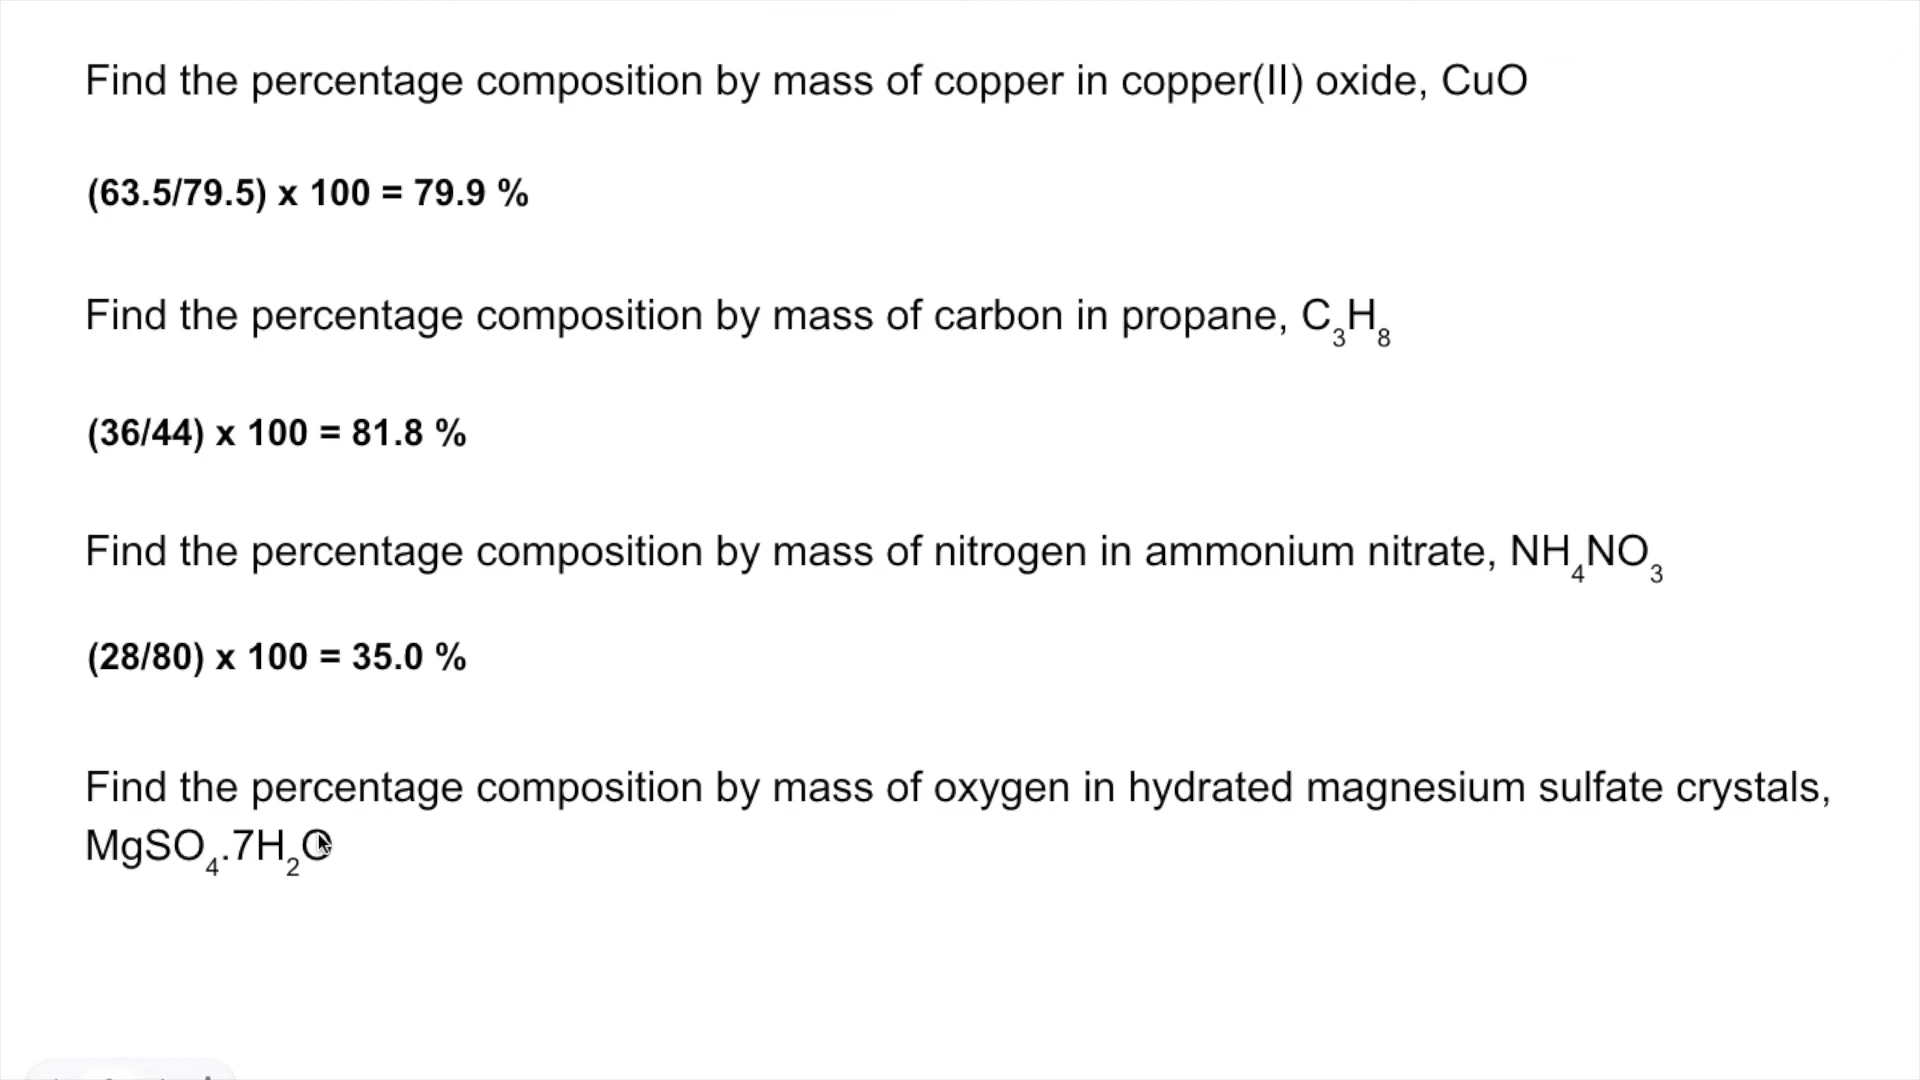 Find the percentage composition by mass of copper in copper(II) oxide, CuO
(63.5/79.5) x 100 = 79.9 %
Find the percentage composition by mass of carbon in propane, C₃H₈
(36/44) x 100 = 81.8 %
Find the percentage composition by mass of nitrogen in ammonium nitrate, NH₄NO₃
(28/80) x 100 = 35.0 %
Find the percentage composition by mass of oxygen in hydrated magnesium sulfate crystals,
MgSO₄.7H₂O